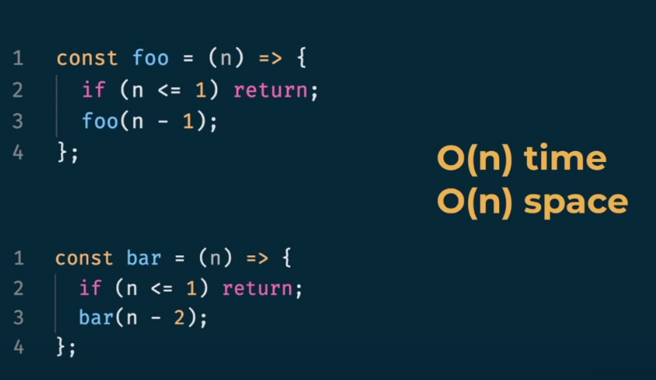 1 const foo = (n) => {
2 if (n <= 1) return;
3 foo(n - 1);
4 };
O(n) time
O(n) space
1 const bar = (n) => {
2 if (n <= 1) return;
3 bar(n - 2);
4 };